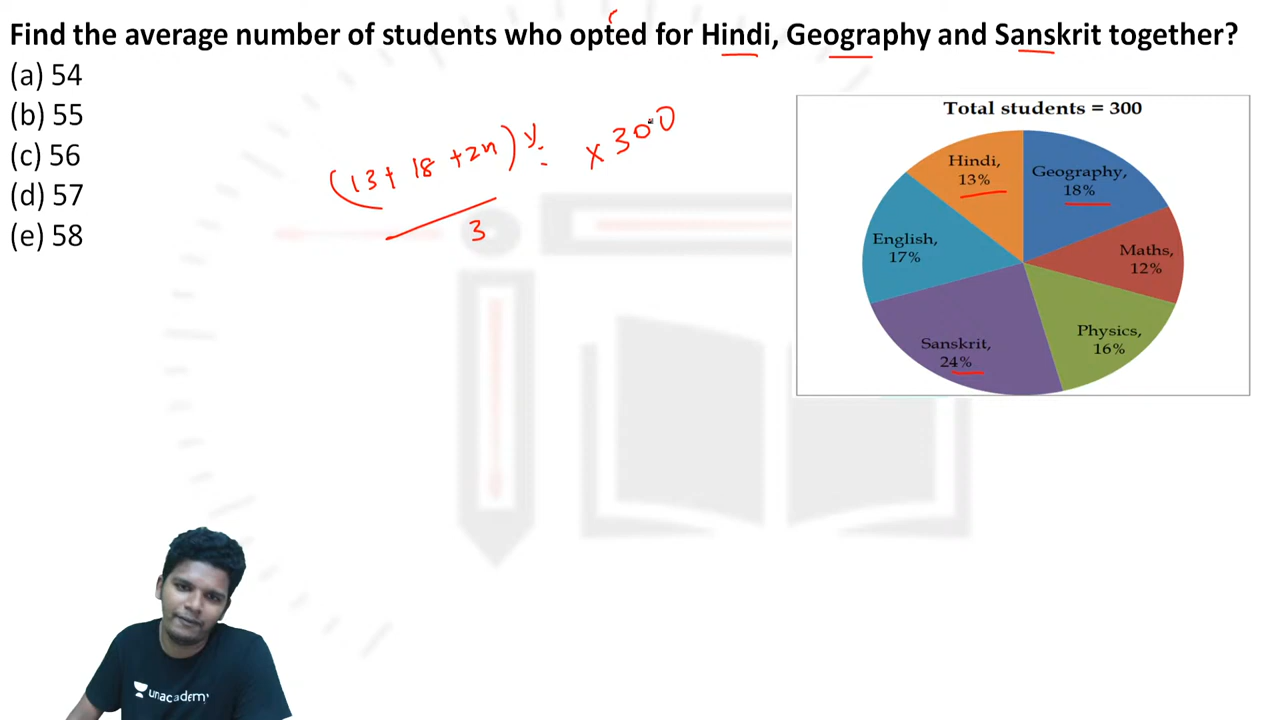 Find the average number of students who opted for Hindi, Geography and Sanskrit together?
(a) 54
(b) 55
(c) 56
(d) 57
(e) 58
(13+ 18 +24)%
3
× 300
Total students = 300
Hindi,
13%
Geography,
18%
English,
17%
Maths,
12%
Sanskrit,
24%
Physics,
16%
unacademy